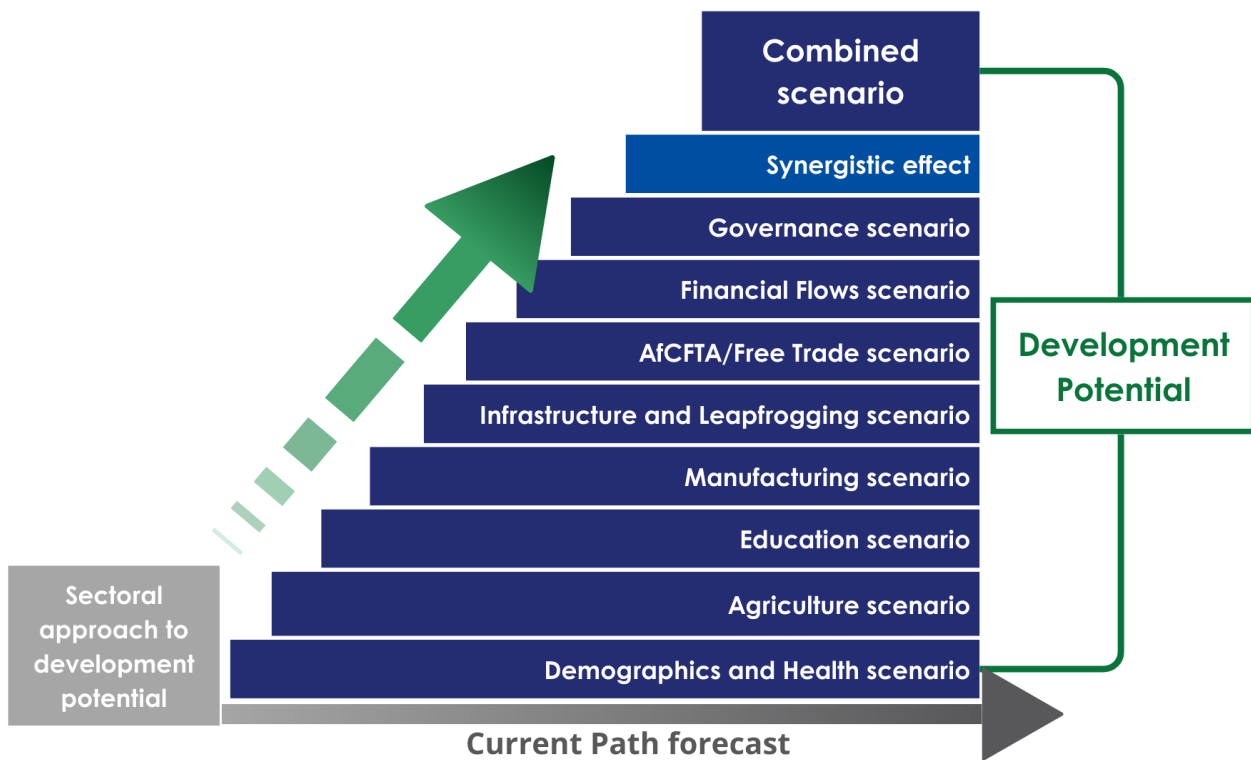 Combined
scenario
Synergistic effect
Governance scenario
Financial Flows scenario
AfCFTA/Free Trade scenario
Infrastructure and Leapfrogging scenario
Manufacturing scenario
Education scenario
Agriculture scenario
Demographics and Health scenario
Development
Potential
Sectoral
approach to
development
potential
Current Path forecast